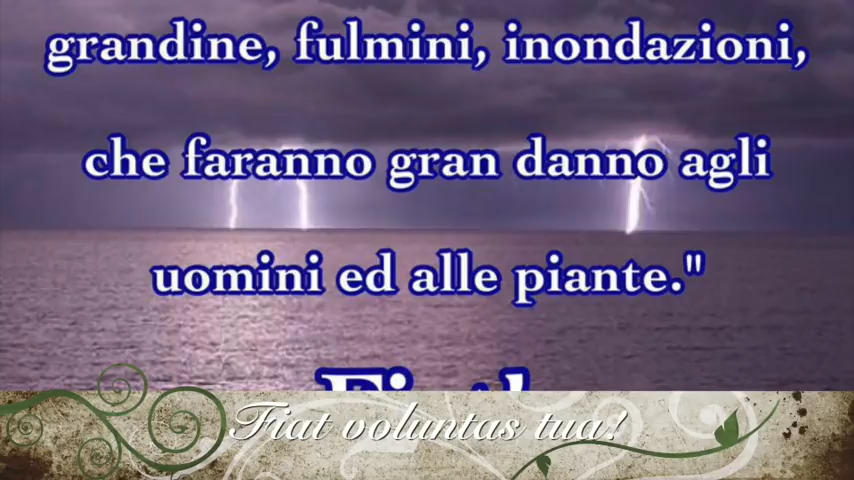 grandine, fulmini, inondazioni,
che faranno gran danno agli
uomini ed alle piante."
Fiat voluntas tua!